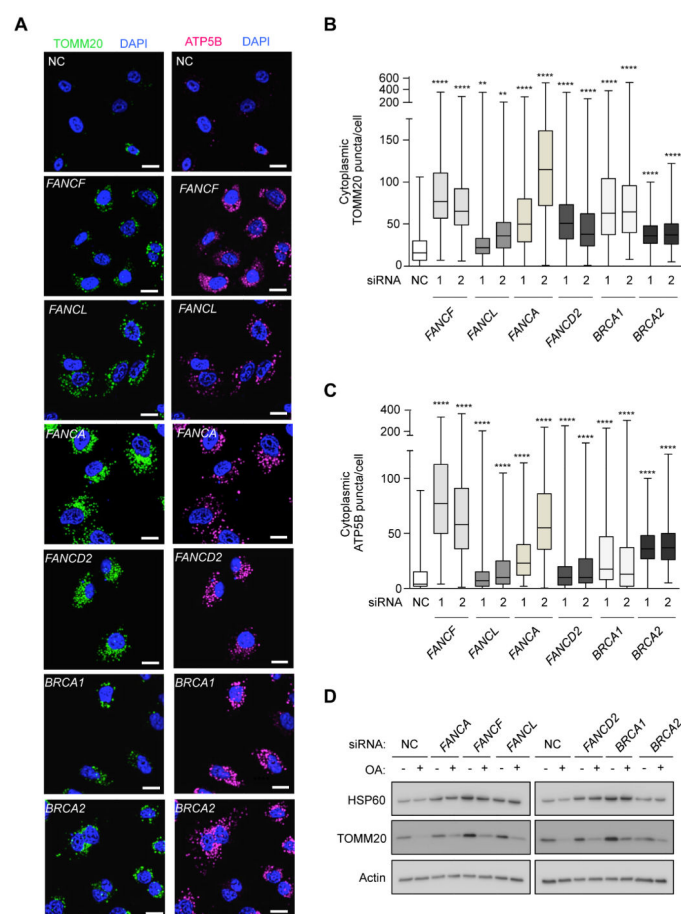 A
TOMM20 DAPI
ATP5B DAPI
NC
NC
FANCF
FANCF
FANCL
FANCL
FANCA
FANCA
FANCD2
FANCD2
BRCA1
BRCA1
BRCA2
BRCA2
B
Cytoplasmic
TOMM20 puncta/cell
600
400
200
150
100
50
0
**** **** ** ** **** **** **** **** **** **** **** ****
siRNA NC 1 2 1 2 1 2 1 2 1 2 1 2
FANCF FANCL FANCA FANCD2 BRCA1 BRCA2
C
Cytoplasmic
ATP5B puncta/cell
400
200
100
50
0
**** **** **** **** **** **** **** **** **** **** **** ****
siRNA NC 1 2 1 2 1 2 1 2 1 2 1 2
FANCF FANCL FANCA FANCD2 BRCA1 BRCA2
D
siRNA: NC FANCA FANCF FANCL NC FANCD2 BRCA1 BRCA2
OA: - + - + - + - + - + - + - + - +
HSP60
TOMM20
Actin